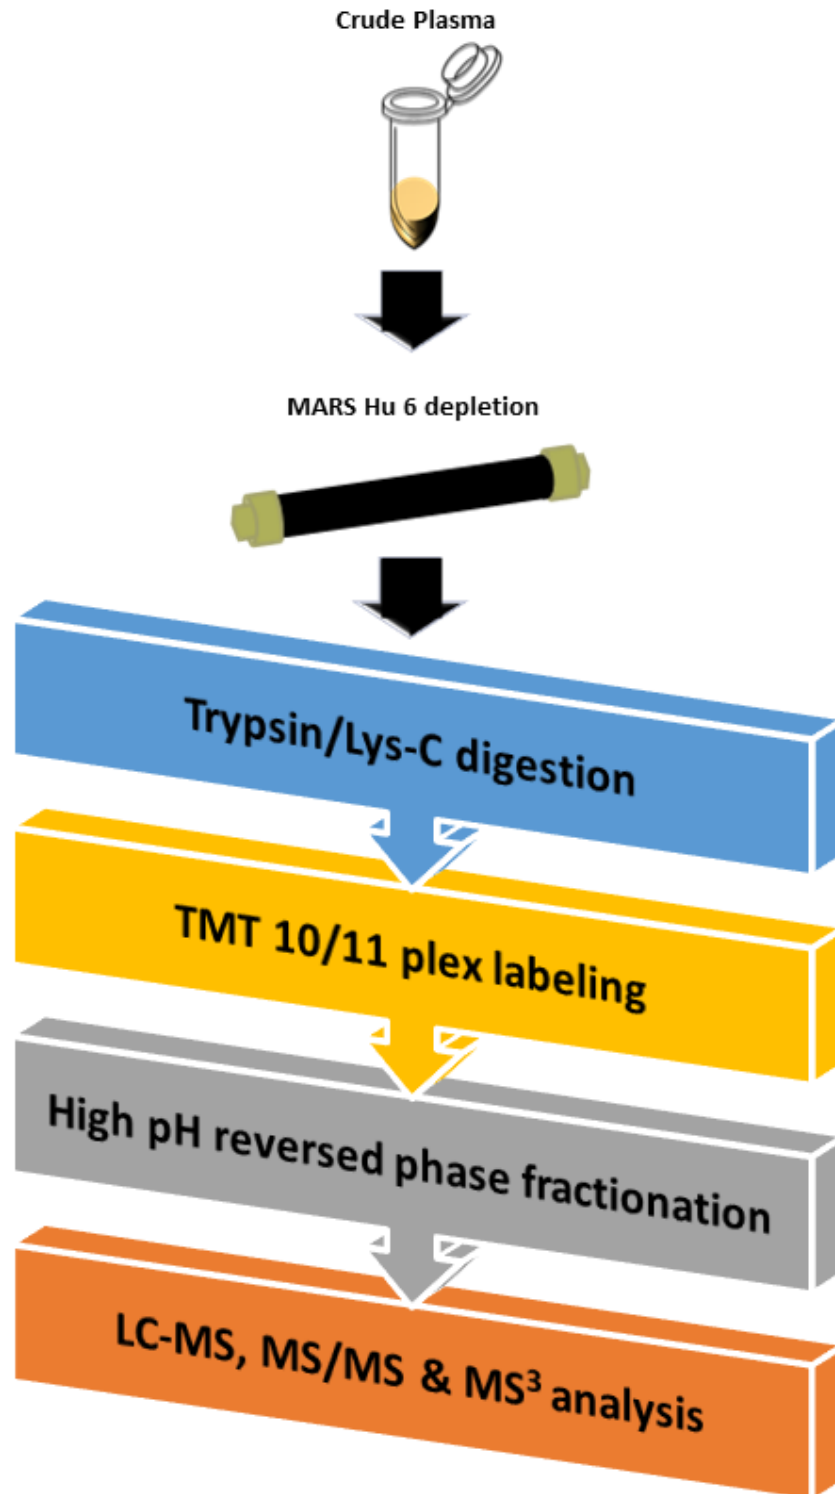 Crude Plasma
MARS Hu 6 depletion
Trypsin/Lys-C digestion
TMT 10/11 plex labeling
High pH reversed phase fractionation
LC-MS, MS/MS & MS³ analysis